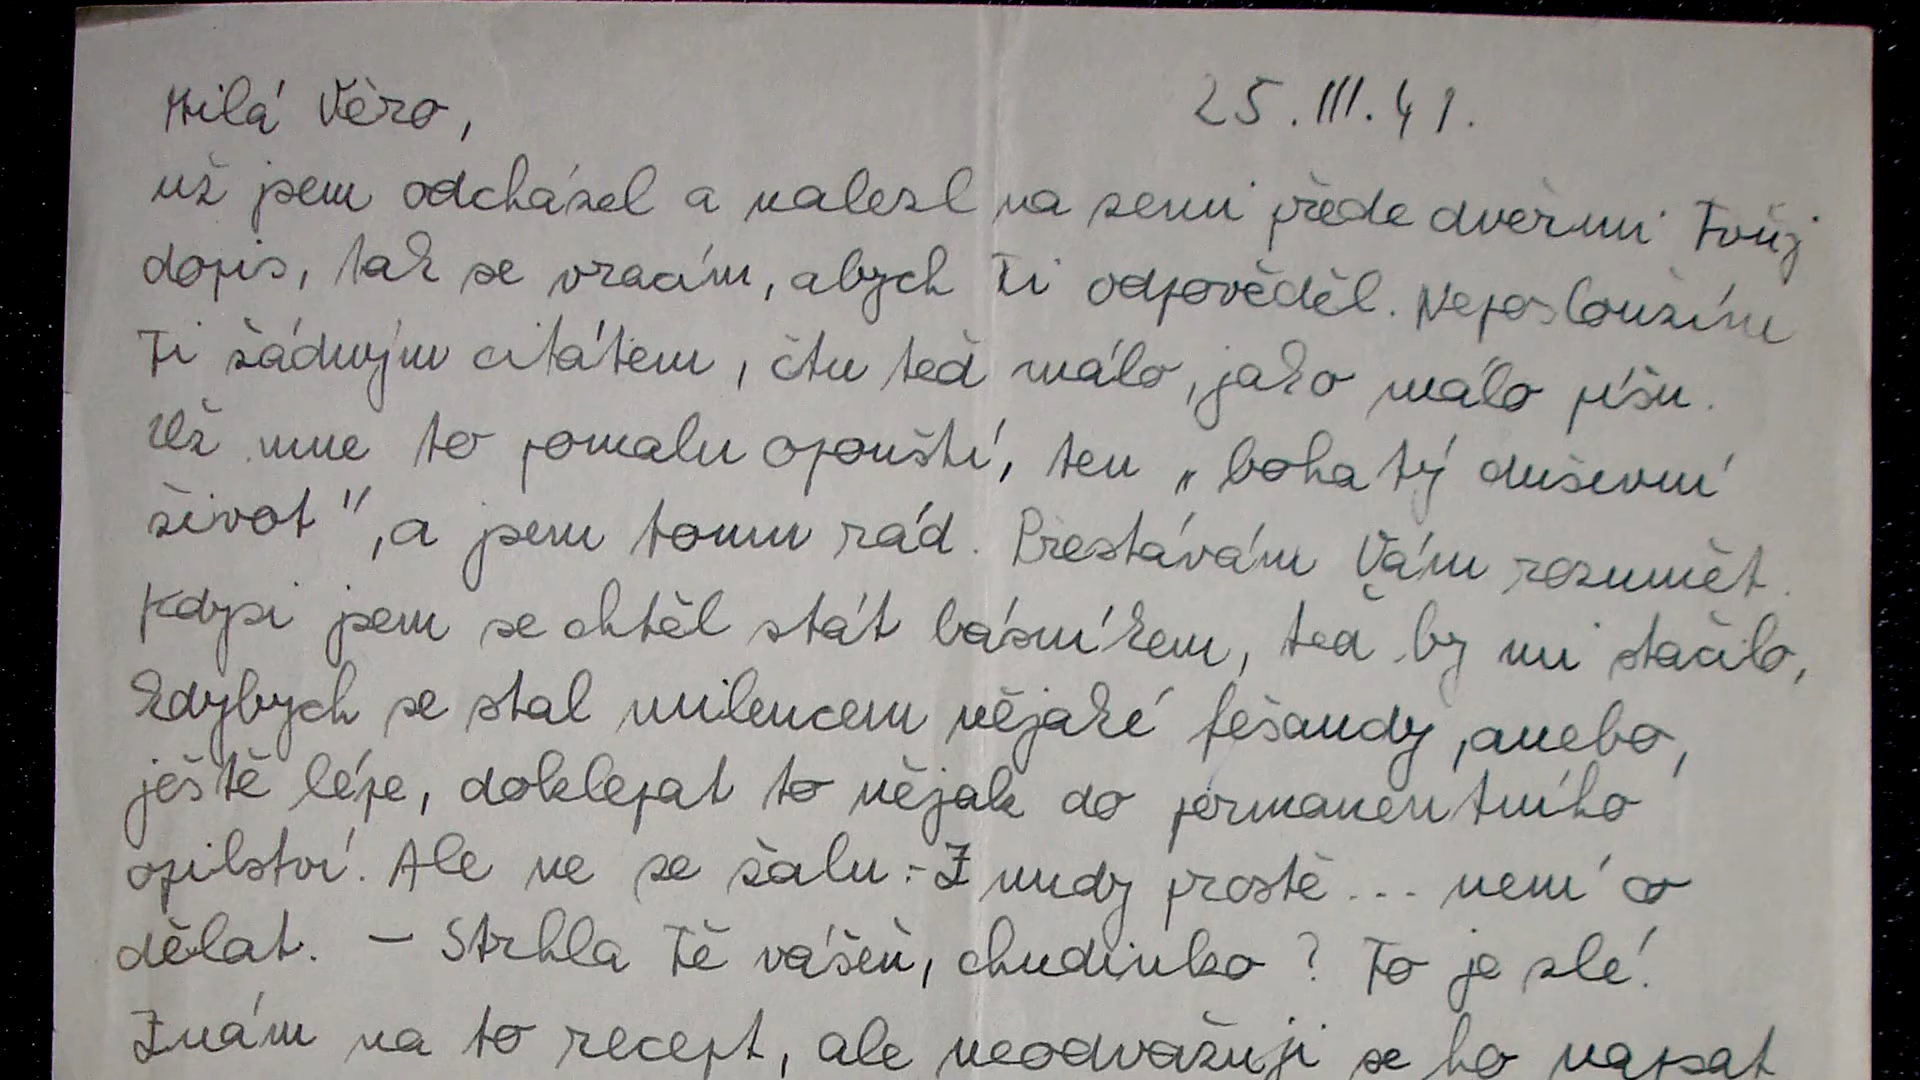 Milá Věro, 25.III.41.
už jsem odcházel a nalezl na zemi přede dveřmi Tvůj
dopis, tak se vracím, abych Ti odpověděl. Neposloužím
Ti žádným citátem, čtu teď málo, jako málo píšu.
Už mne to pomalu opouští, ten „bohatý duševní
život", a jsem tomu rád. Přestávám Vám rozumět.
Kdysi jsem se chtěl stát básníkem, teď by mi stačilo,
kdybych se stal milencem nějaké fešandy, anebo,
ještě lépe, doklepat to nějak do permanentního
opilství. Ale ne ze žalu:- Z nudy prostě... není co
dělat. – Strhla Tě vášeň, chudinko? To je zlé.
Znám na to recept, ale neodvážuji se ho napsat